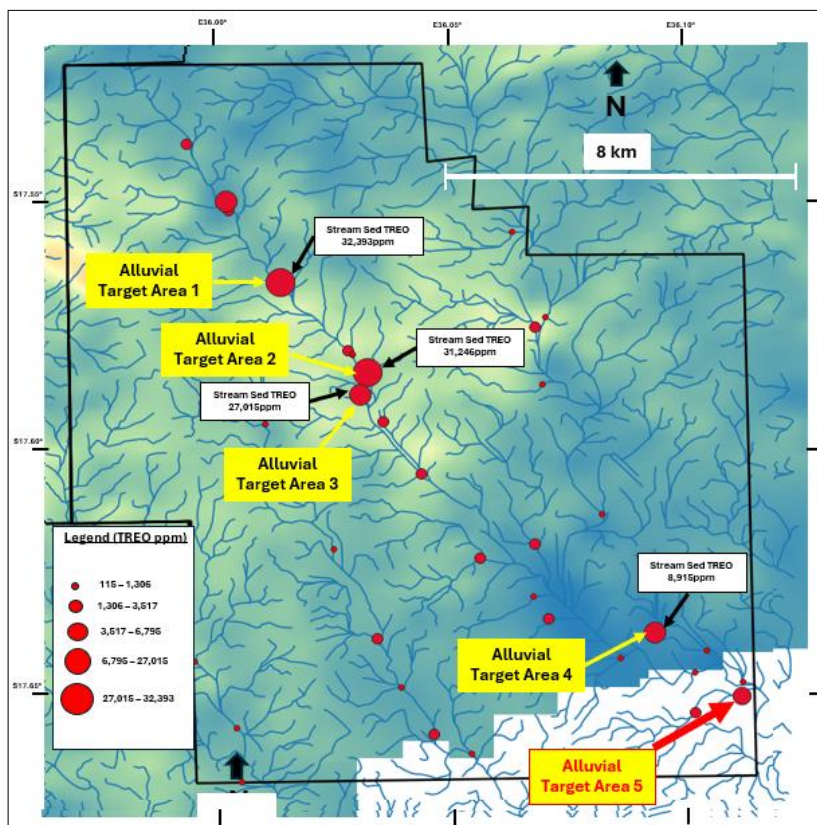 E36.00°
E36.05°
E36.10°
N
8 km
S17.55°
Stream Sed TREO
32,393ppm
Alluvial
Target Area 1
Alluvial
Target Area 2
Stream Sed TREO
31,246ppm
Stream Sed TREO
27,015ppm
S17.60°
Alluvial
Target Area 3
Legend (TREO ppm)
115 – 1,306
1,306 – 3,517
3,517 – 6,795
6,795 – 27,015
27,015 – 32,393
Stream Sed TREO
8,915ppm
Alluvial
Target Area 4
S17.65°
Alluvial
Target Area 5